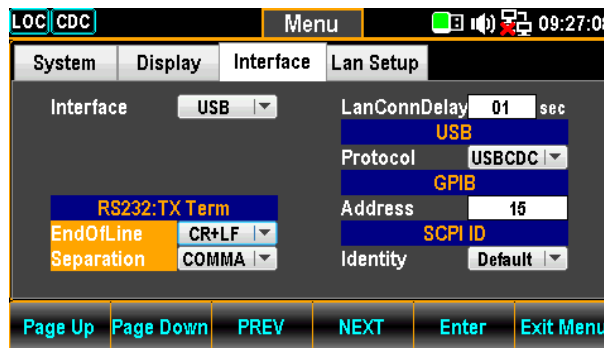 LOC CDC Menu 09:27:08
System Display Interface Lan Setup
Interface USB
LanConnDelay 01 sec
USB
Protocol USBCDC
GPIB
RS232:TX Term
Address 15
EndOfLine CR+LF
SCPI ID
Separation COMMA
Identity Default
Page Up Page Down PREV NEXT Enter Exit Menu